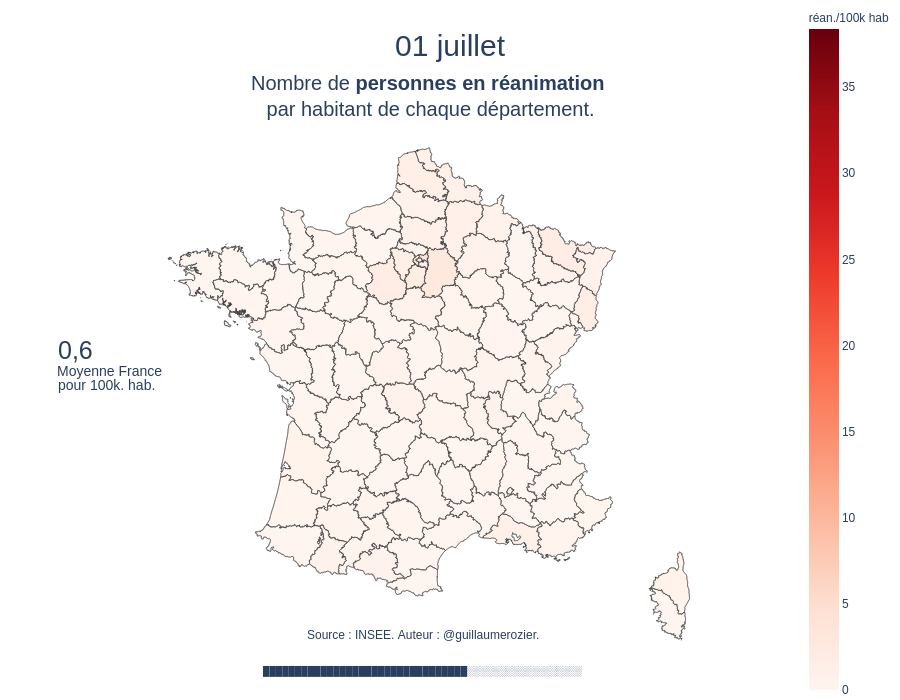 réan./100k hab
01 juillet
Nombre de personnes en réanimation
par habitant de chaque département.
35
30
25
20
15
10
5
0
0,6
Moyenne France
pour 100k. hab.
Source : INSEE. Auteur : @guillaumerozier.